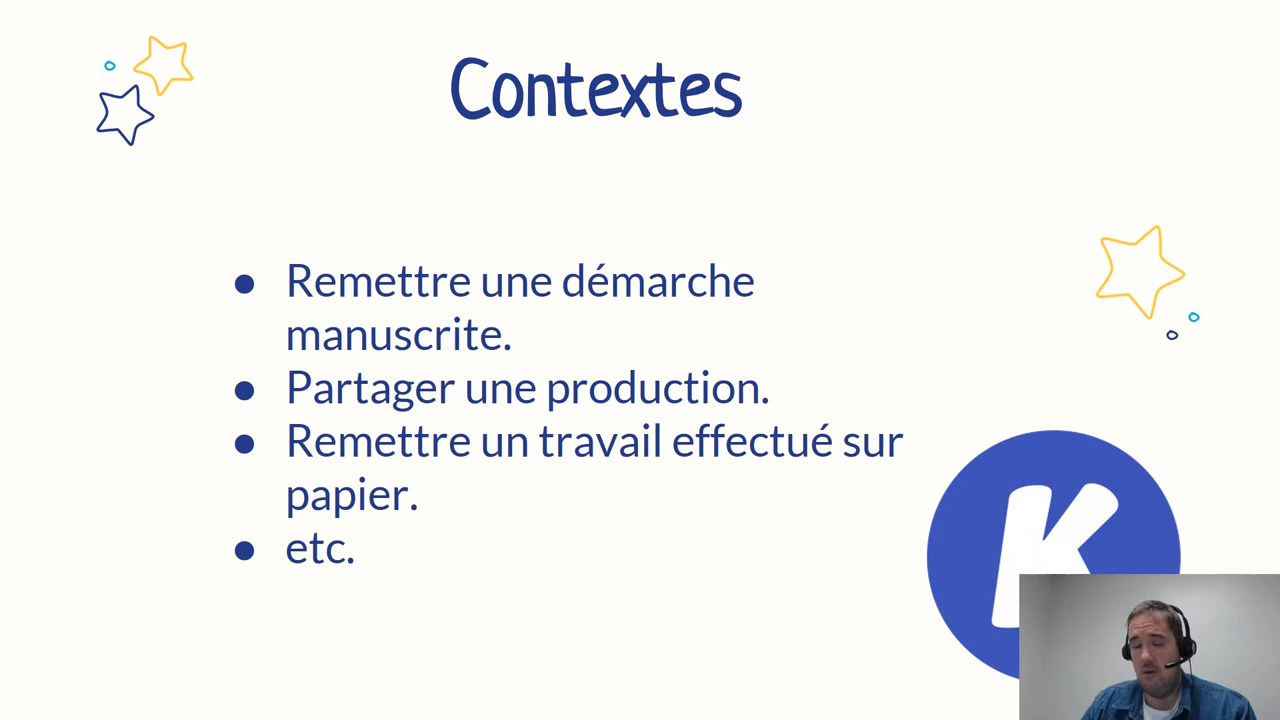 Contextes
● Remettre une démarche
manuscrite.
● Partager une production.
● Remettre un travail effectué sur
papier.
● etc.
K